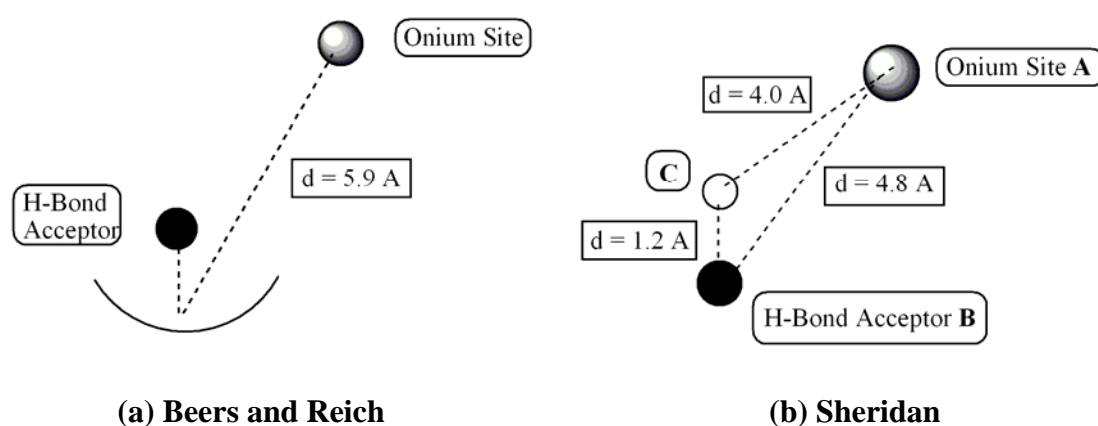 Onium Site
d = 5.9 A
H-Bond
Acceptor
(a) Beers and Reich
Onium Site A
d = 4.0 A
C
d = 4.8 A
d = 1.2 A
H-Bond Acceptor B
(b) Sheridan